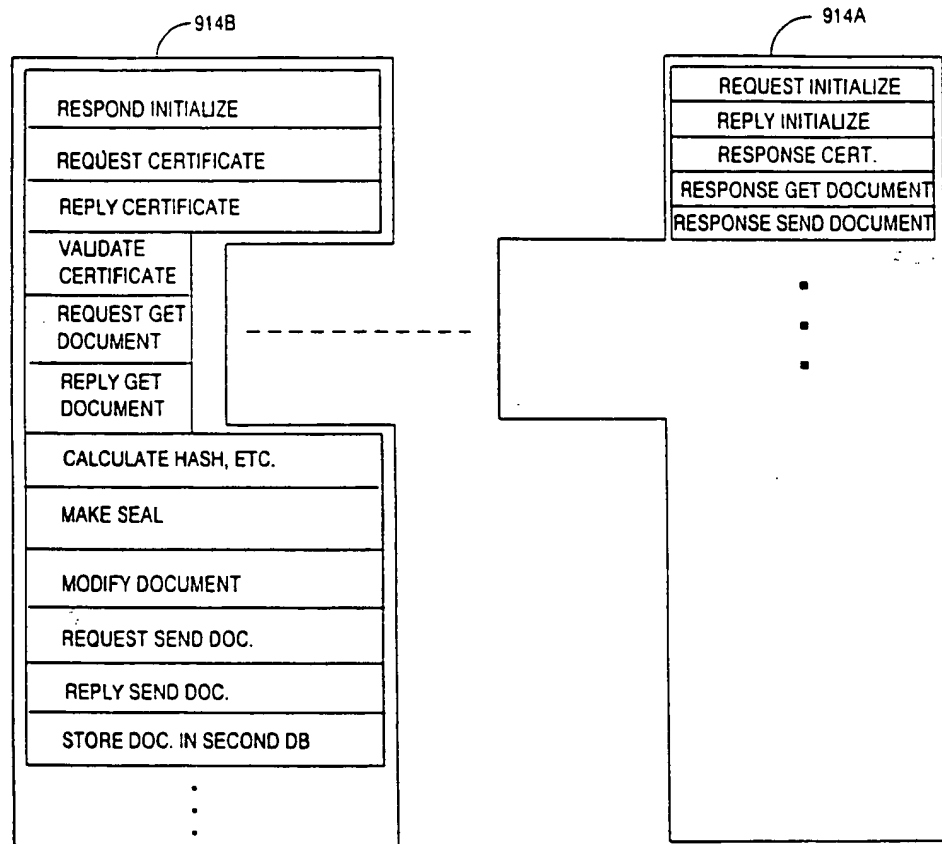 914B
RESPOND INITIALIZE
REQUEST CERTIFICATE
REPLY CERTIFICATE
VALIDATE
CERTIFICATE
REQUEST GET
DOCUMENT
REPLY GET
DOCUMENT
CALCULATE HASH, ETC.
MAKE SEAL
MODIFY DOCUMENT
REQUEST SEND DOC.
REPLY SEND DOC.
STORE DOC. IN SECOND DB
914A
REQUEST INITIALIZE
REPLY INITIALIZE
RESPONSE CERT.
RESPONSE GET DOCUMENT
RESPONSE SEND DOCUMENT